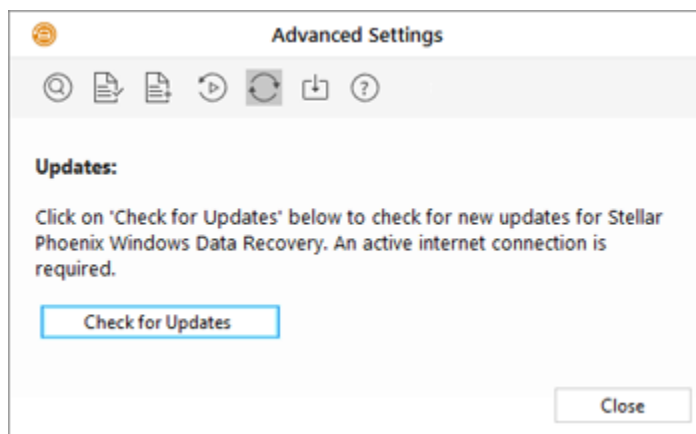 Advanced Settings
Updates:
Click on 'Check for Updates' below to check for new updates for Stellar
Phoenix Windows Data Recovery. An active internet connection is
required.
Check for Updates
Close